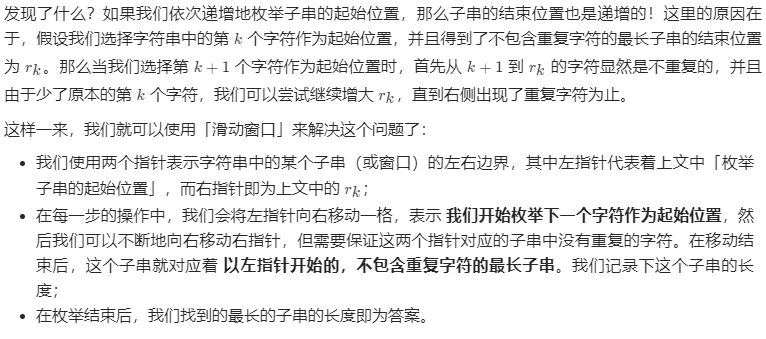 发现了什么？如果我们依次递增地枚举子串的起始位置，那么子串的结束位置也是递增的！这里的原因在
于，假设我们选择字符串中的第 k 个字符作为起始位置，并且得到了不包含重复字符的最长子串的结束位置
为 rk。那么当我们选择第 k + 1 个字符作为起始位置时，首先从 k + 1 到 rk 的字符显然是不重复的，并且
由于少了原本的第 k 个字符，我们可以尝试继续增大 rk，直到右侧出现了重复字符为止。
这样一来，我们就可以使用「滑动窗口」来解决这个问题了：
• 我们使用两个指针表示字符串中的某个子串（或窗口）的左右边界，其中左指针代表着上文中「枚举
子串的起始位置」，而右指针即为上文中的 rk；
• 在每一步的操作中，我们会将左指针向右移动一格，表示 我们开始枚举下一个字符作为起始位置，然
后我们可以不断地向右移动右指针，但需要保证这两个指针对应的子串中没有重复的字符。在移动结
束后，这个子串就对应着 以左指针开始的，不包含重复字符的最长子串。我们记录下这个子串的长
度；
• 在枚举结束后，我们找到的最长的子串的长度即为答案。